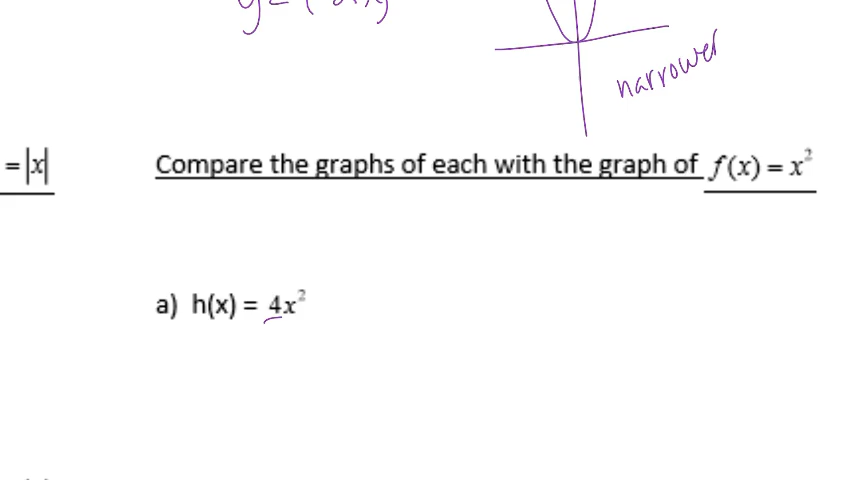 y=
narrower
= |x|
Compare the graphs of each with the graph of f(x) = x²
a) h(x) = 4x²